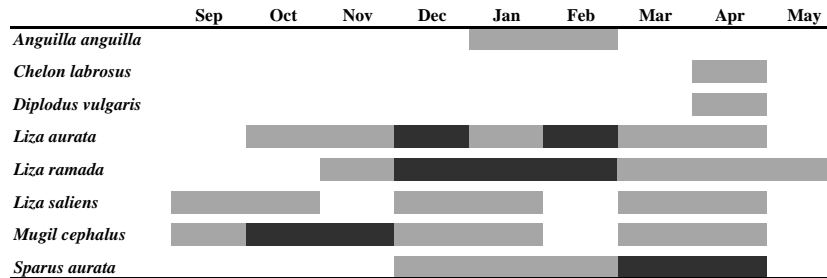 Sep Oct Nov Dec Jan Feb Mar Apr May
Anguilla anguilla
Chelon labrosus
Diplodus vulgaris
Liza aurata
Liza ramada
Liza saliens
Mugil cephalus
Sparus aurata